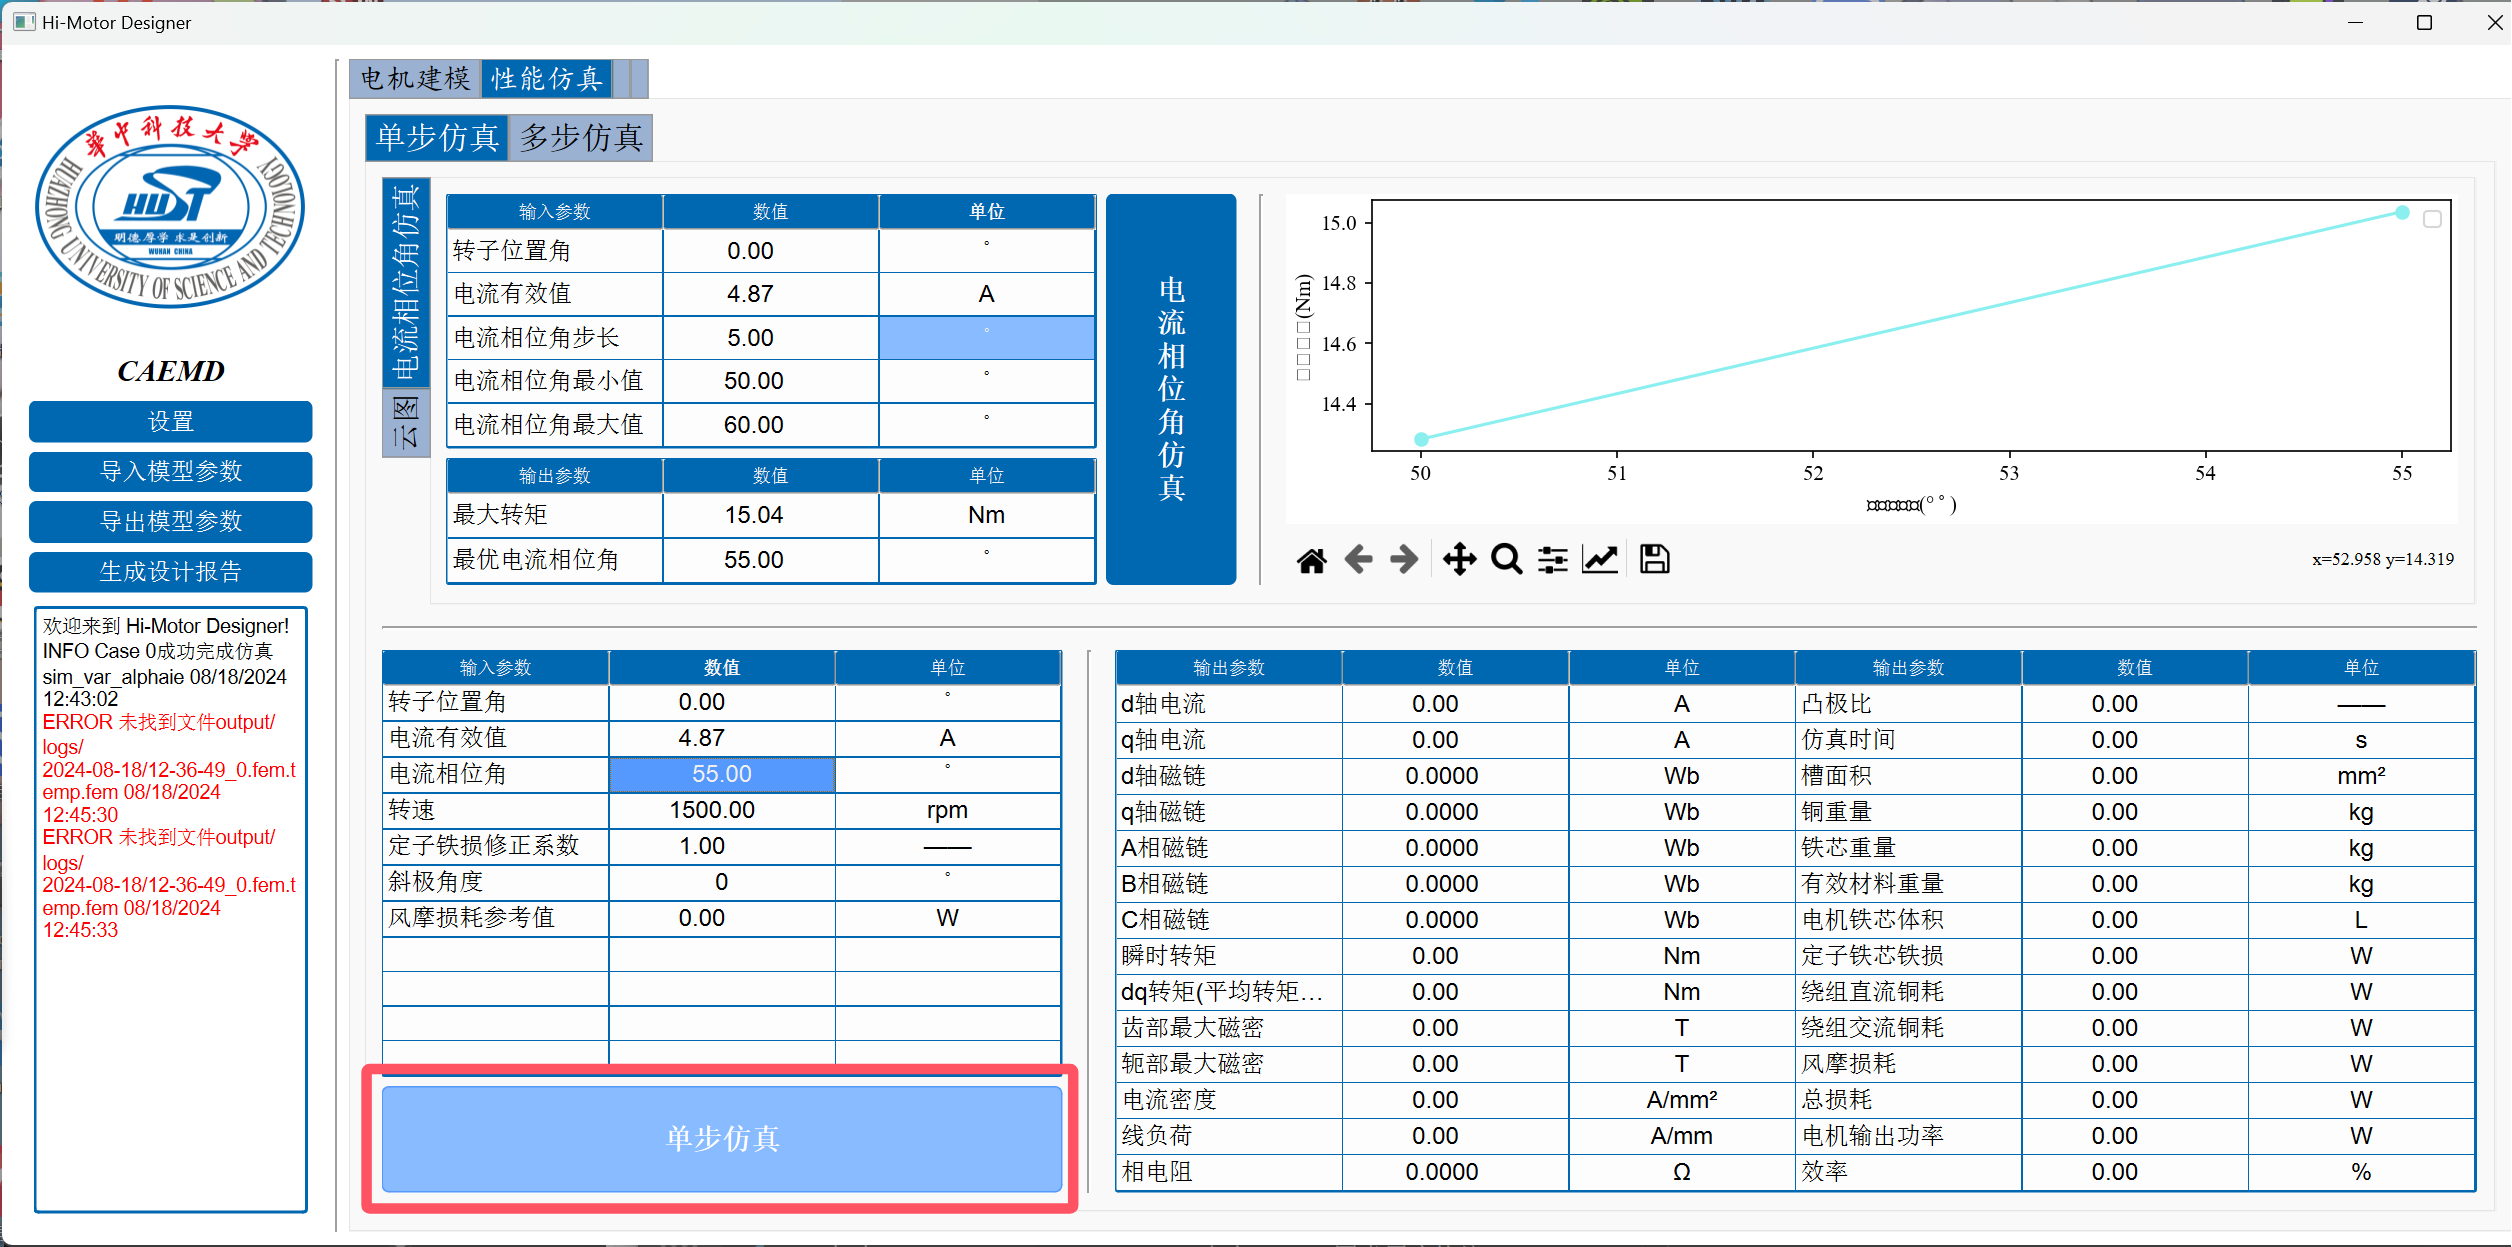 Hi-Motor Designer
华中科技大学
HUAZHONG UNIVERSITY OF SCIENCE AND TECHNOLOGY
HUST
明德厚学 求是创新
WUHAN CHINA
CAEMD
设置
导入模型参数
导出模型参数
生成设计报告
欢迎来到 Hi-Motor Designer!
INFO Case 0成功完成仿真
sim_var_alphaie 08/18/2024
12:43:02
ERROR 未找到文件output/
logs/
2024-08-18/12-36-49_0.fem.t
emp.fem 08/18/2024
12:45:30
ERROR 未找到文件output/
logs/
2024-08-18/12-36-49_0.fem.t
emp.fem 08/18/2024
12:45:33
电机建模 性能仿真
单步仿真 多步仿真
电流相位角仿真
云图
输入参数 数值 单位
转子位置角 0.00 °
电流有效值 4.87 A
电流相位角步长 5.00 °
电流相位角最小值 50.00 °
电流相位角最大值 60.00 °
输出参数 数值 单位
最大转矩 15.04 Nm
最优电流相位角 55.00 °
电流相位角仿真
15.0
14.8
14.6
14.4
□□□□(Nm)
50 51 52 53 54 55
□□□□□(°°)
x=52.958 y=14.319
输入参数 数值 单位
转子位置角 0.00 °
电流有效值 4.87 A
电流相位角 55.00 °
转速 1500.00 rpm
定子铁损修正系数 1.00 ——
斜极角度 0 °
风摩损耗参考值 0.00 W
单步仿真
输出参数 数值 单位 输出参数 数值 单位
d轴电流 0.00 A 凸极比 0.00 ——
q轴电流 0.00 A 仿真时间 0.00 s
d轴磁链 0.0000 Wb 槽面积 0.00 mm²
q轴磁链 0.0000 Wb 铜重量 0.00 kg
A相磁链 0.0000 Wb 铁芯重量 0.00 kg
B相磁链 0.0000 Wb 有效材料重量 0.00 kg
C相磁链 0.0000 Wb 电机铁芯体积 0.00 L
瞬时转矩 0.00 Nm 定子铁芯铁损 0.00 W
dq转矩(平均转矩… 0.00 Nm 绕组直流铜耗 0.00 W
齿部最大磁密 0.00 T 绕组交流铜耗 0.00 W
轭部最大磁密 0.00 T 风摩损耗 0.00 W
电流密度 0.00 A/mm² 总损耗 0.00 W
线负荷 0.00 A/mm 电机输出功率 0.00 W
相电阻 0.0000 Ω 效率 0.00 %